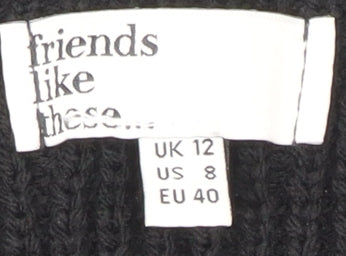 friends
like
these...
UK 12
US 8
EU 40